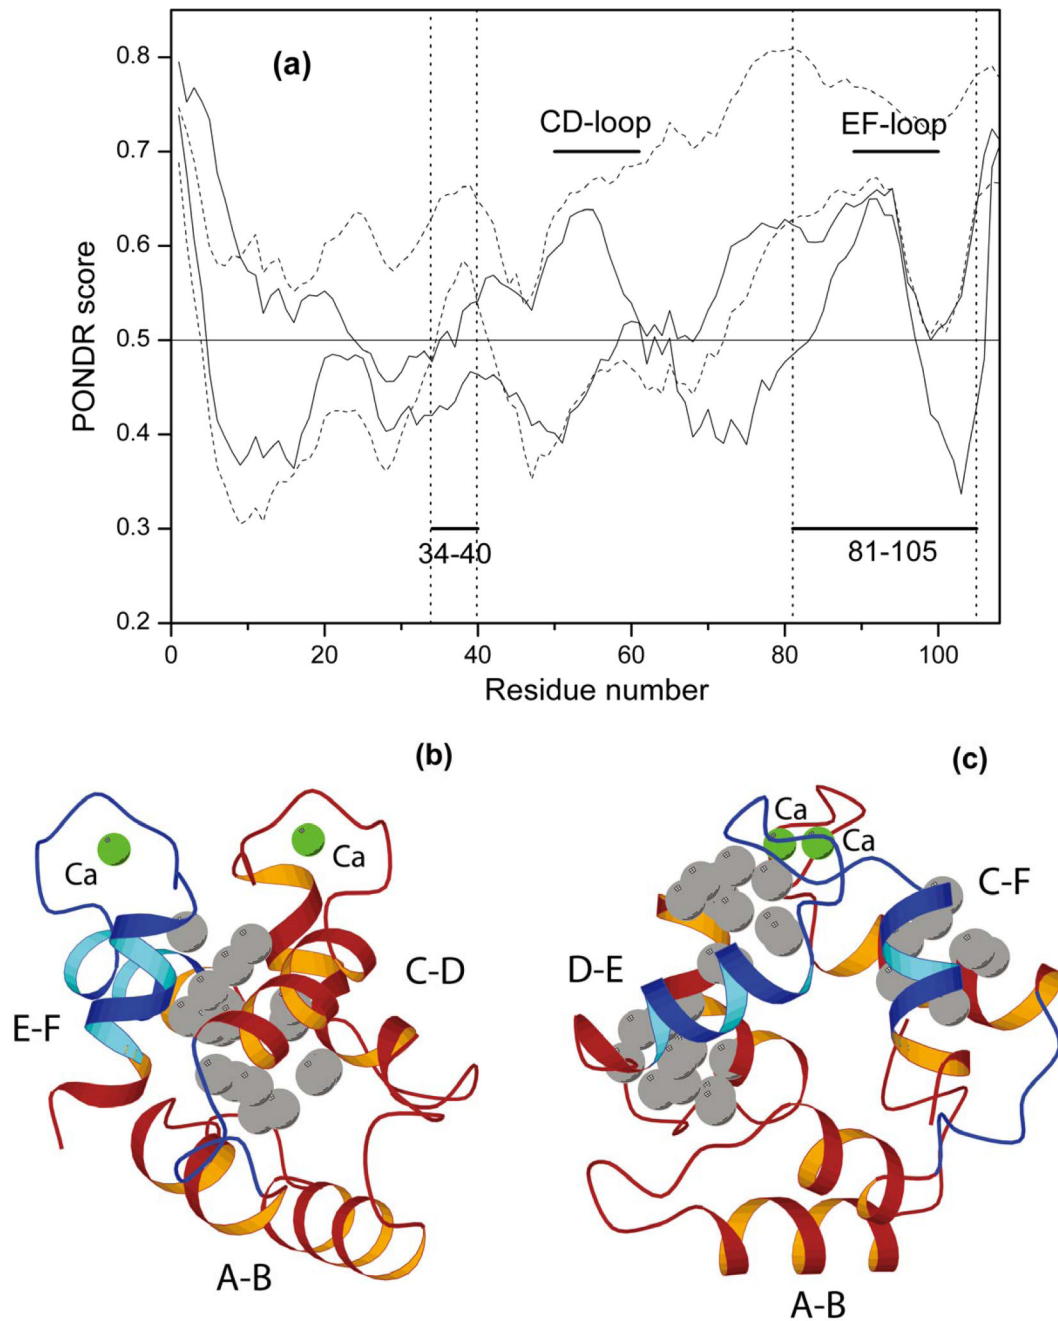 (a)
0.8
0.7
0.6
0.5
0.4
0.3
0.2
PONDR score
CD-loop
EF-loop
34-40
81-105
0
20
40
60
80
100
Residue number
(b)
Ca
Ca
C-D
E-F
A-B
(c)
Ca
Ca
C-F
D-E
A-B